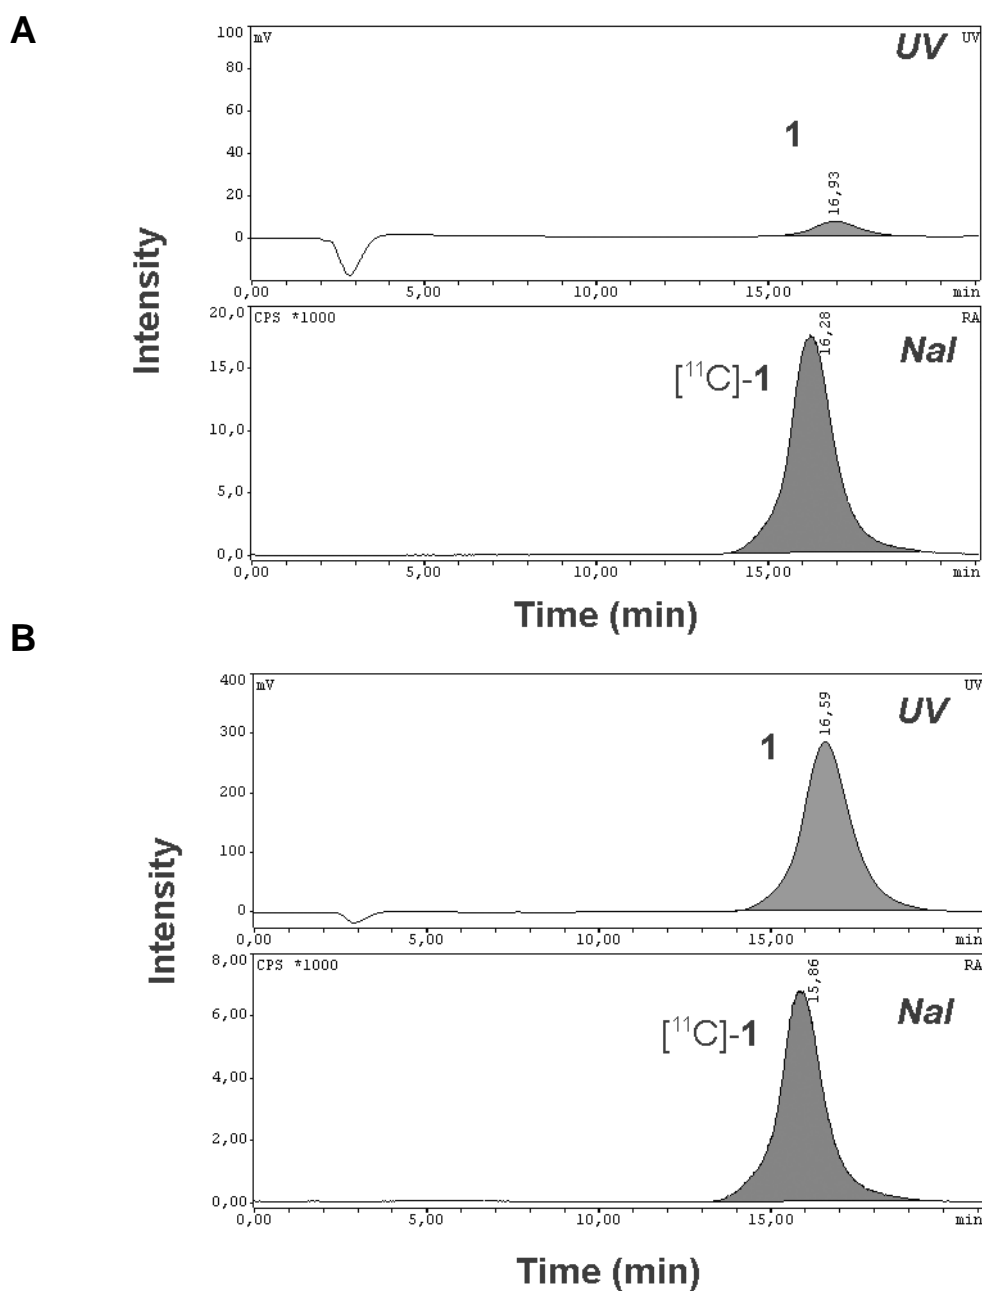 A
Intensity
100
80
60
40
20
0
mV
UV
UV
1
16,93
0,00
5,00
10,00
15,00
min
20,0
15,0
10,0
5,0
0,0
CPS *1000
RA
NaI
[¹¹C]-1
16,28
0,00
5,00
10,00
15,00
min
Time (min)
B
Intensity
400
300
200
100
0
mV
UV
UV
1
16,59
0,00
5,00
10,00
15,00
min
8,00
6,00
4,00
2,00
0,00
CPS *1000
RA
NaI
[¹¹C]-1
15,86
0,00
5,00
10,00
15,00
min
Time (min)